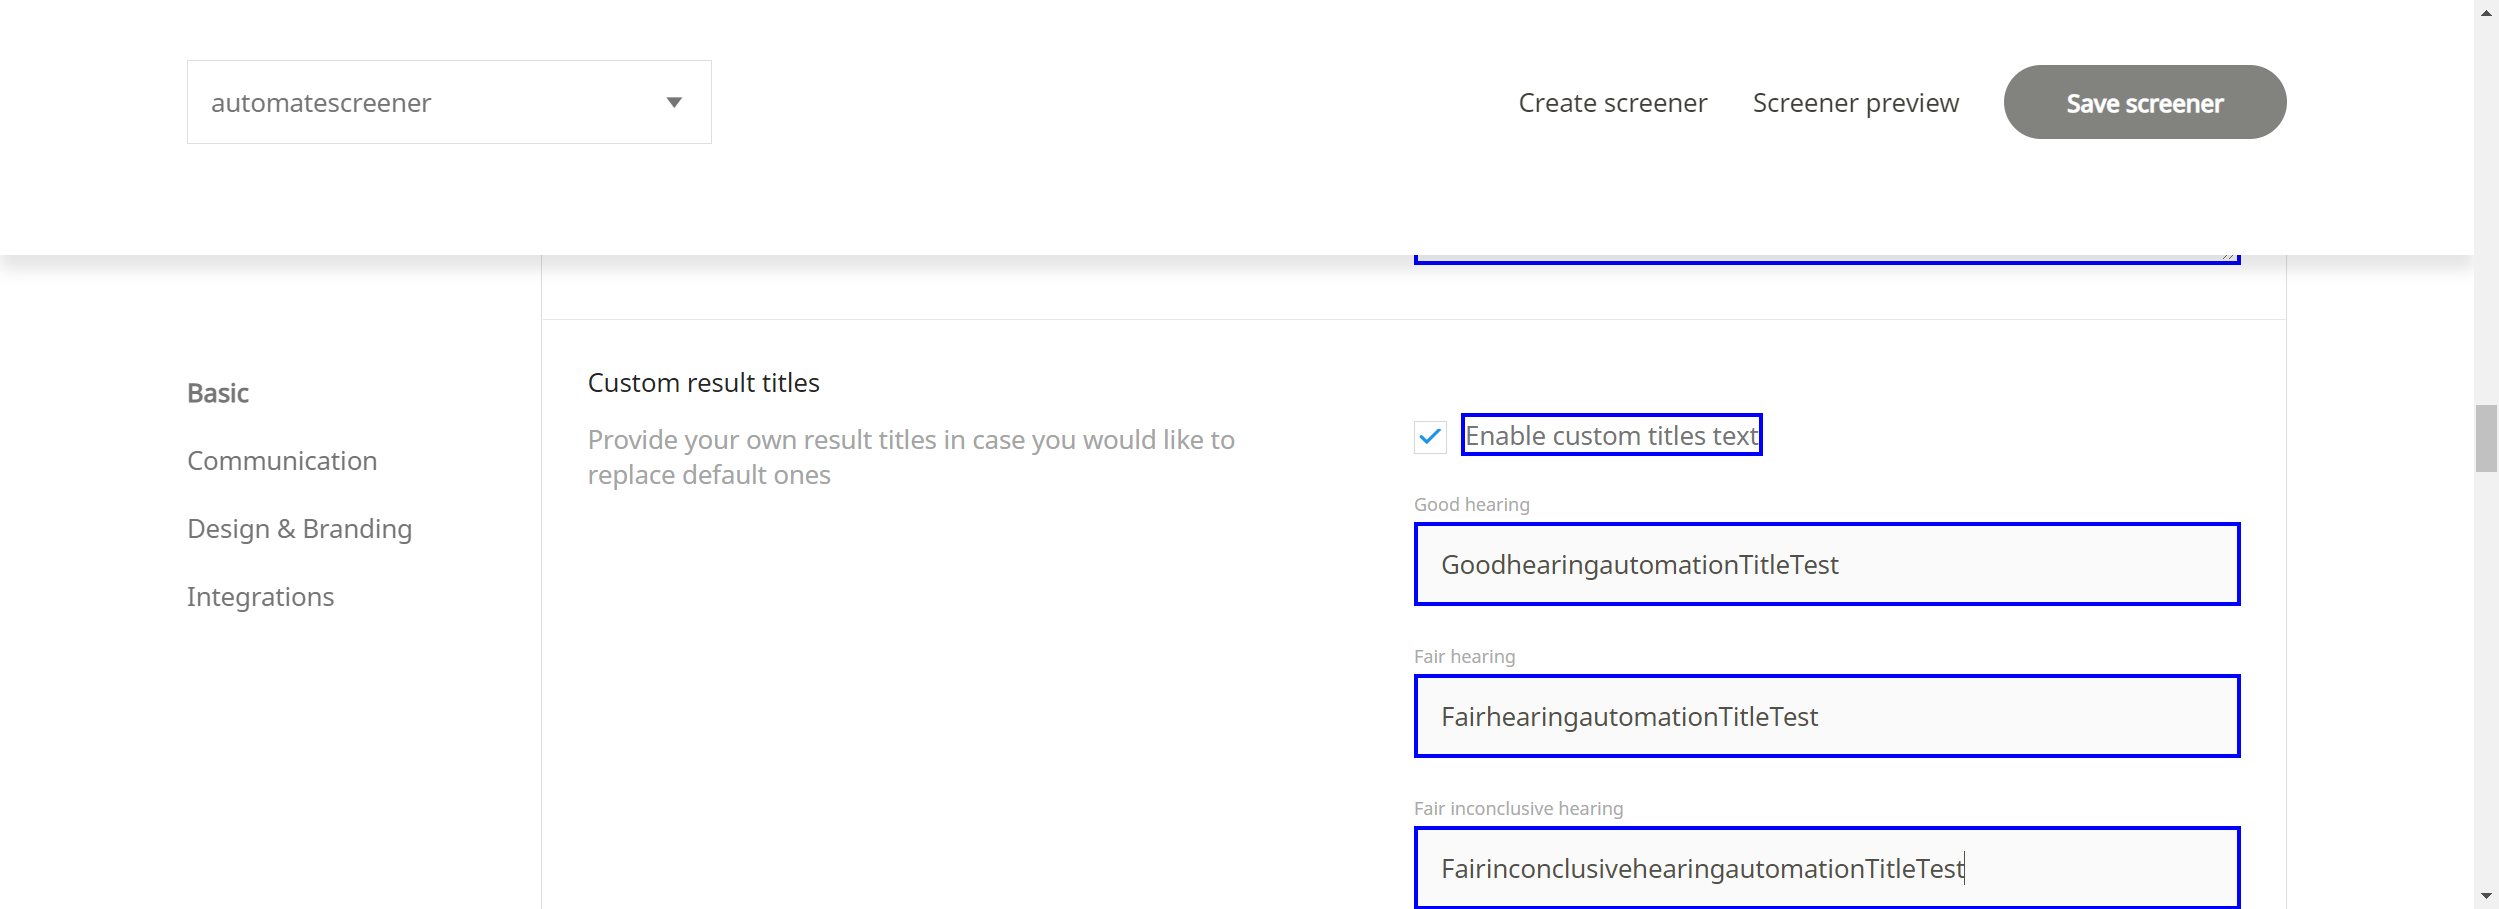 automatescreener
Create screener
Screener preview
Save screener
Basic
Communication
Design & Branding
Integrations
Custom result titles
Provide your own result titles in case you would like to
replace default ones
Enable custom titles text
Good hearing
GoodhearingautomationTitleTest
Fair hearing
FairhearingautomationTitleTest
Fair inconclusive hearing
FairinconclusivehearingautomationTitleTest